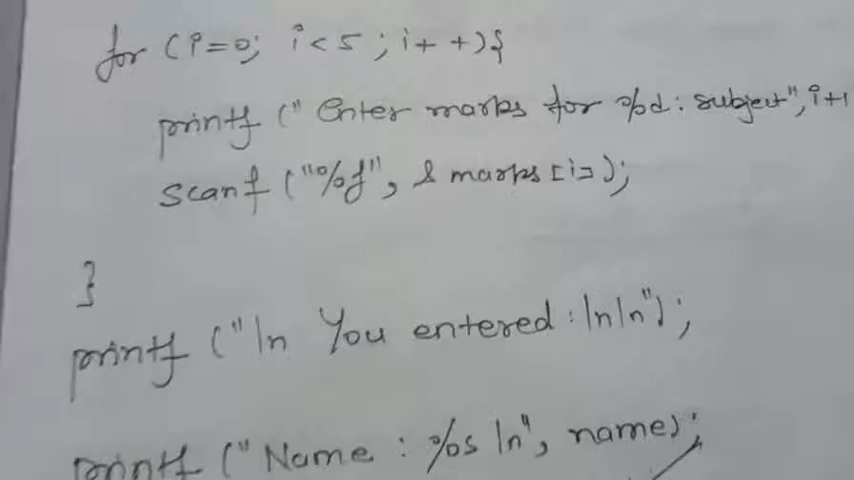 for (i=0; i<5; i++){
printf (" Enter marks for %d : subject", i+1
scanf ("%f", & marks [i]);
}
printf ("\n You entered : \n\n");
printf (" Name : %s \n", name);